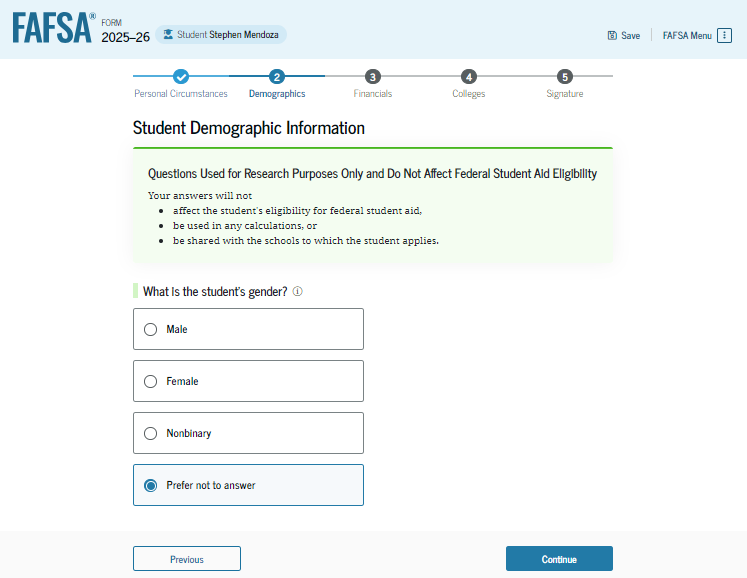 FAFSA® FORM 2025–26
Student Stephen Mendoza
Save
FAFSA Menu
Personal Circumstances
2 Demographics
3 Financials
4 Colleges
5 Signature
Student Demographic Information
Questions Used for Research Purposes Only and Do Not Affect Federal Student Aid Eligibility
Your answers will not
• affect the student's eligibility for federal student aid,
• be used in any calculations, or
• be shared with the schools to which the student applies.
What is the student's gender?
Male
Female
Nonbinary
Prefer not to answer
Previous
Continue